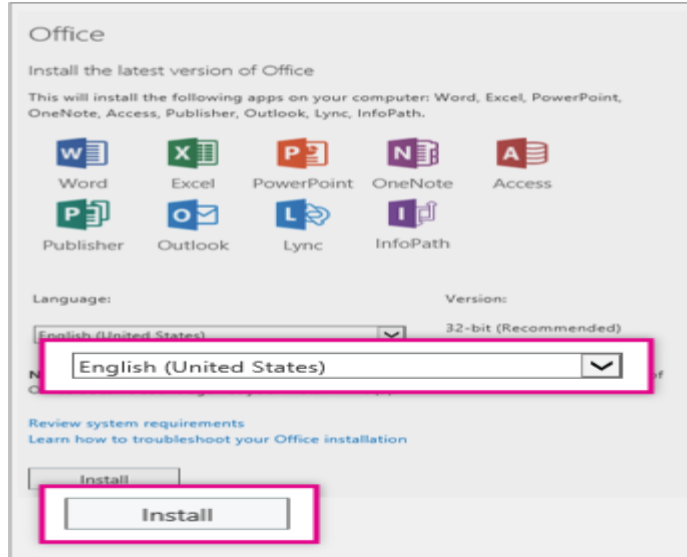 Office
Install the latest version of Office
This will install the following apps on your computer: Word, Excel, PowerPoint,
OneNote, Access, Publisher, Outlook, Lync, InfoPath.
Word Excel PowerPoint OneNote Access
Publisher Outlook Lync InfoPath
Language: Version:
English (United States) 32-bit (Recommended)
English (United States)
of
Review system requirements
Learn how to troubleshoot your Office installation
Install
Install